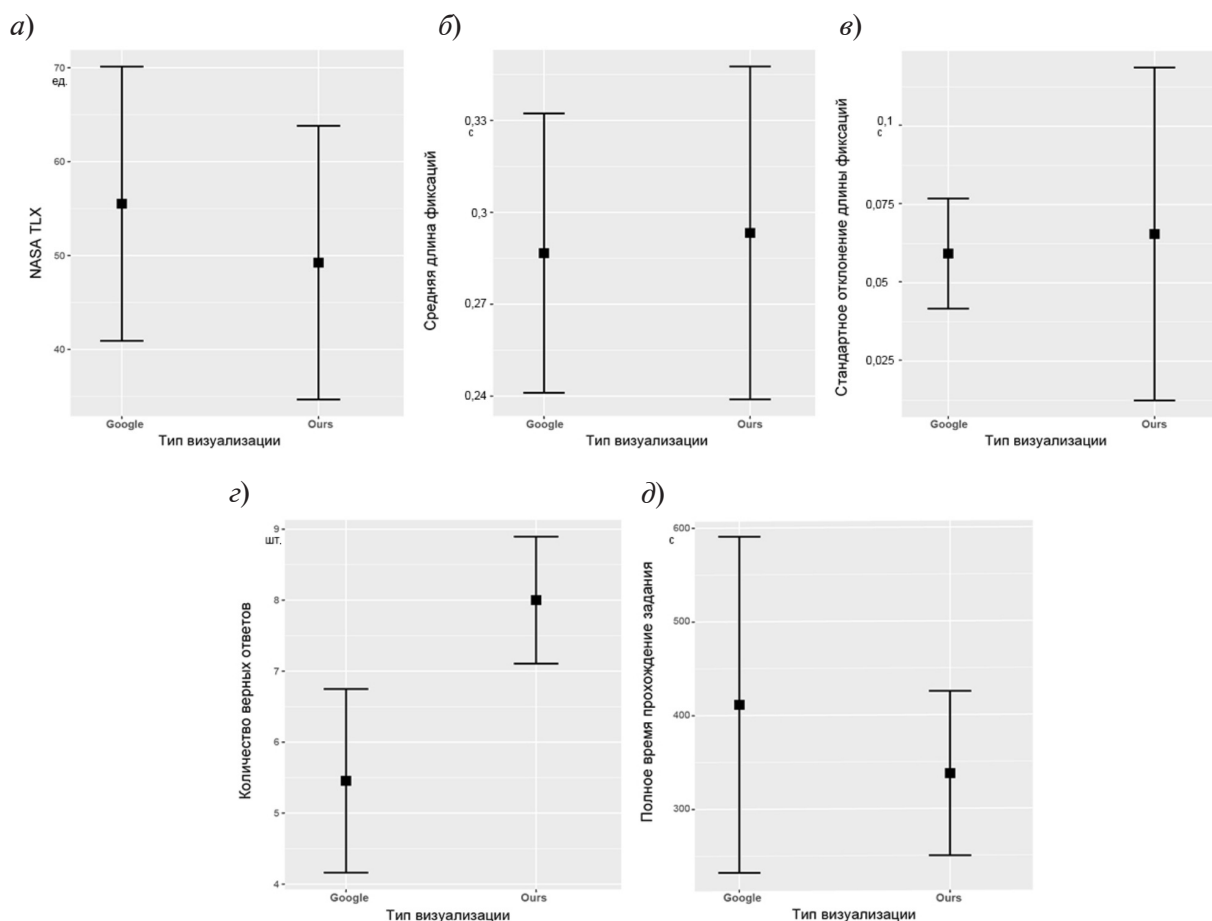 а)
70
ед.
60
50
40
NASA TLX
Google
Ours
Тип визуализации
б)
0,33
с
0,3
0,27
0,24
Средняя длина фиксаций
Google
Ours
Тип визуализации
в)
0,1
с
0,075
0,05
0,025
Стандартное отклонение длины фиксаций
Google
Ours
Тип визуализации
г)
9
шт.
8
7
6
5
4
Количество верных ответов
Google
Ours
Тип визуализации
д)
600
с
500
400
300
Полное время прохождение задания
Google
Ours
Тип визуализации